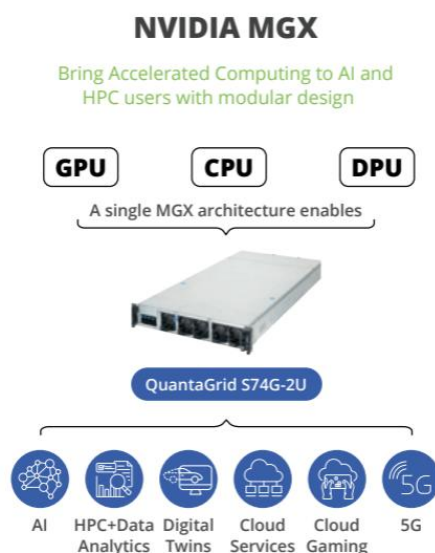 NVIDIA MGX
Bring Accelerated Computing to AI and
HPC users with modular design
GPU CPU DPU
A single MGX architecture enables
QuantaGrid S74G-2U
5G
AI HPC+Data Digital Cloud Cloud 5G
Analytics Twins Services Gaming